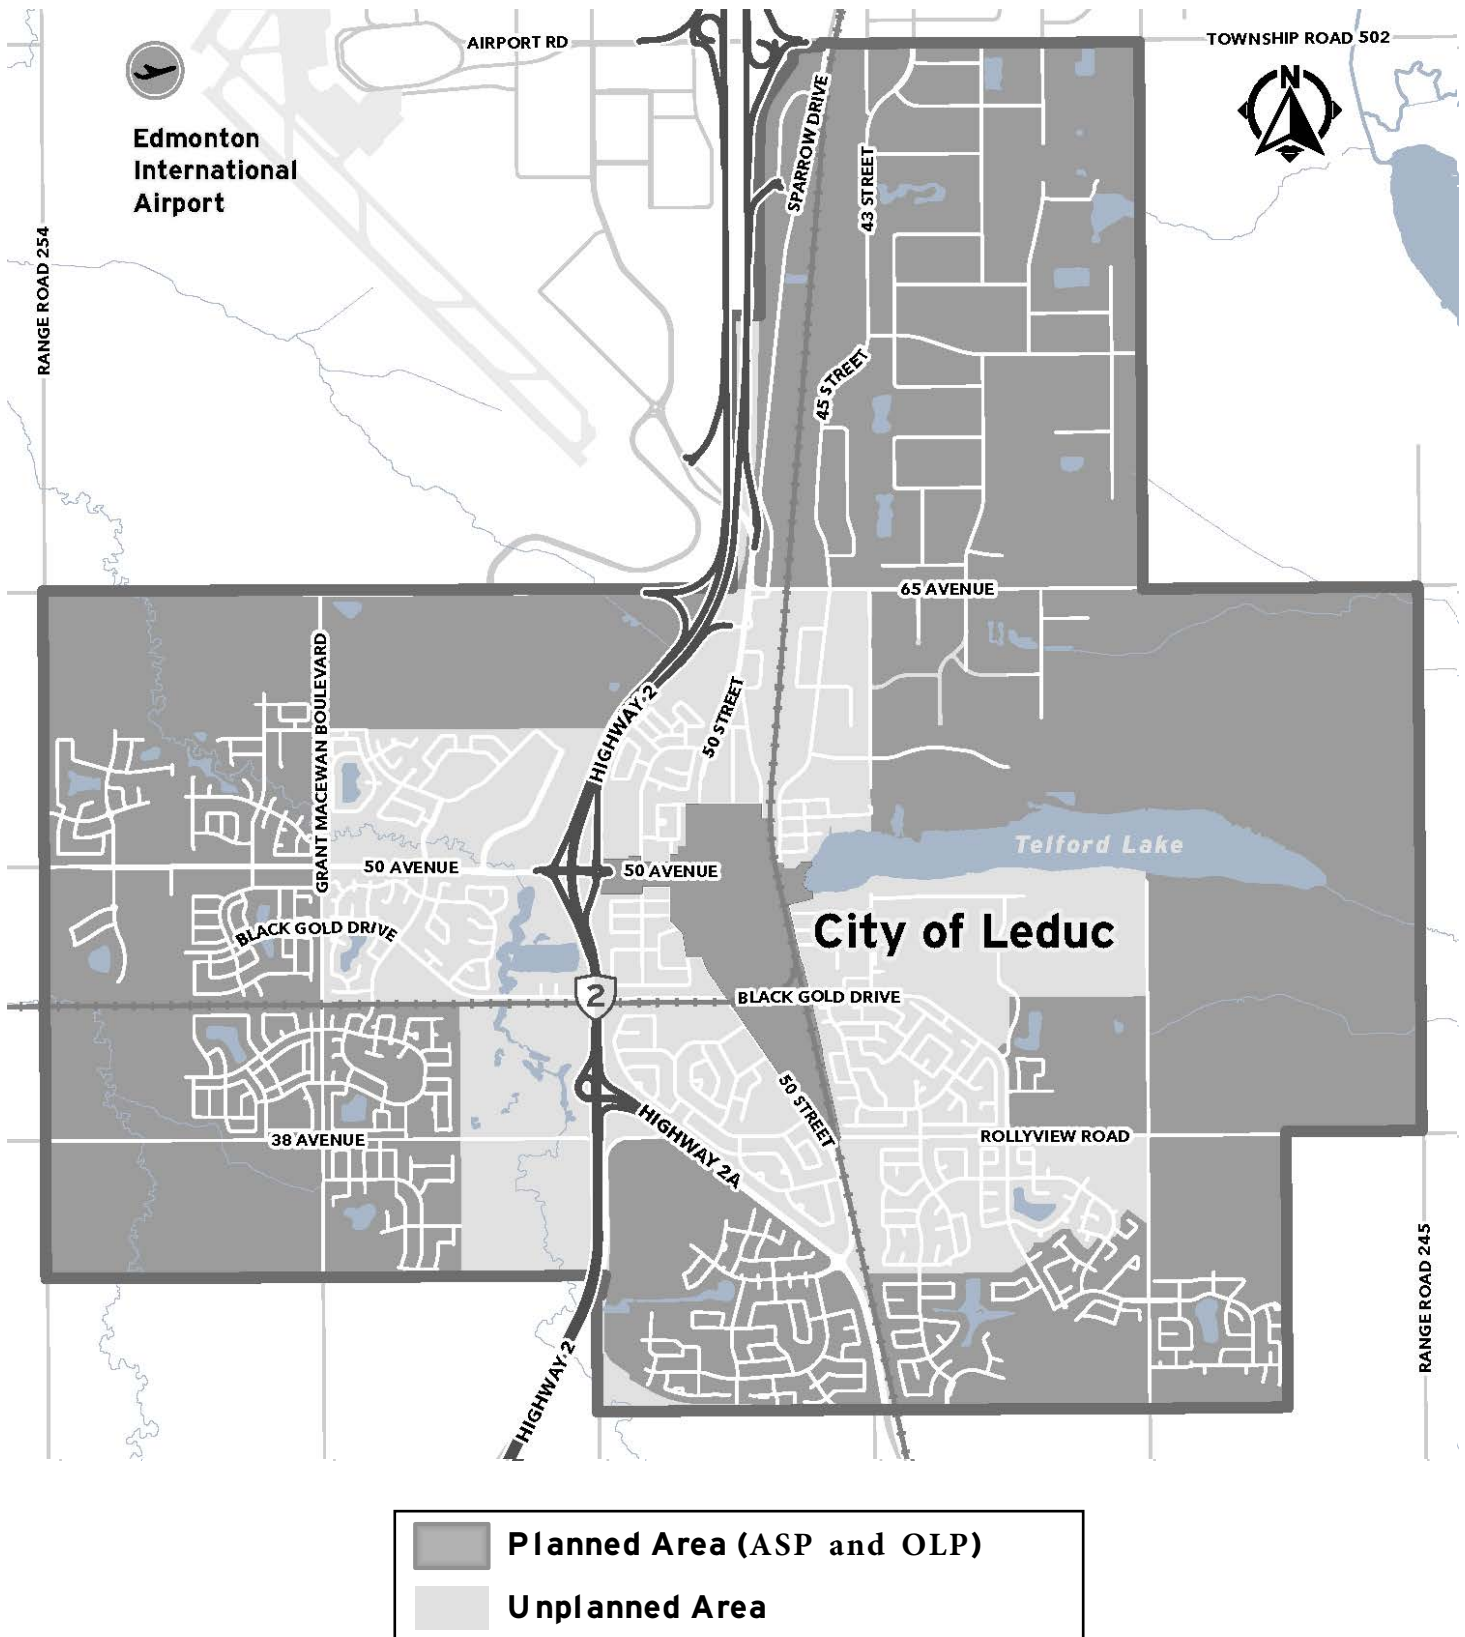 AIRPORT RD
TOWNSHIP ROAD 502
N
Edmonton
International
Airport
SPARROW DRIVE
43 STREET
RANGE ROAD 254
45 STREET
65 AVENUE
GRANT MACEWAN BOULEVARD
HIGHWAY 2
50 STREET
Telford Lake
50 AVENUE
50 AVENUE
City of Leduc
BLACK GOLD DRIVE
2
BLACK GOLD DRIVE
50 STREET
HIGHWAY 2A
38 AVENUE
ROLLYVIEW ROAD
RANGE ROAD 245
HIGHWAY 2
Planned Area (ASP and OLP)
Unplanned Area